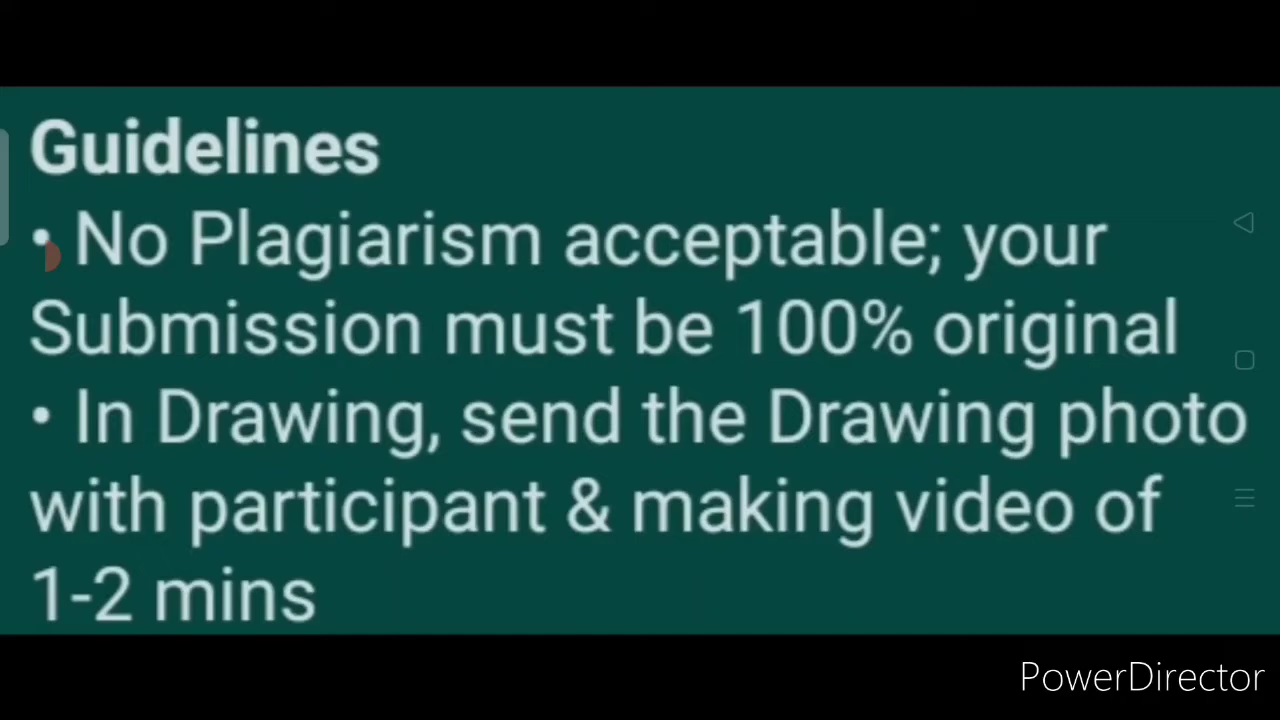 Guidelines
• No Plagiarism acceptable; your
Submission must be 100% original
• In Drawing, send the Drawing photo
with participant & making video of
1-2 mins
PowerDirector